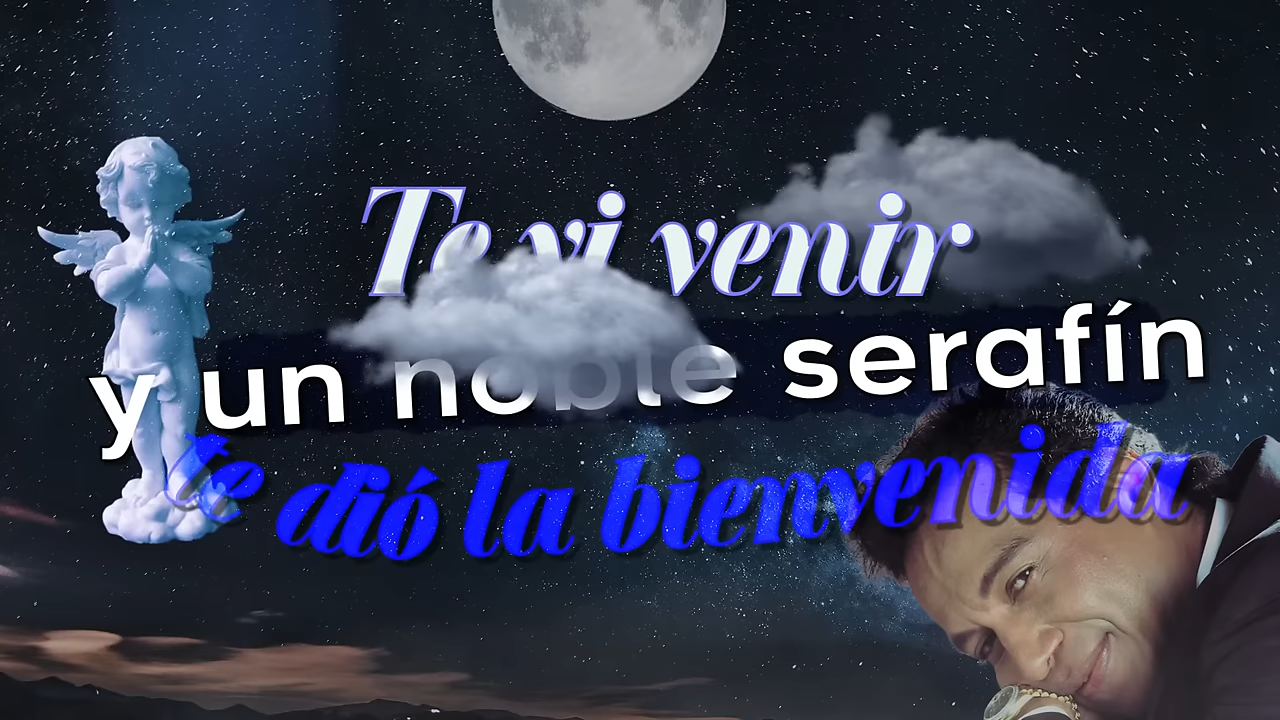 Te vi venir
y un noble serafín
te dió la bienvenida